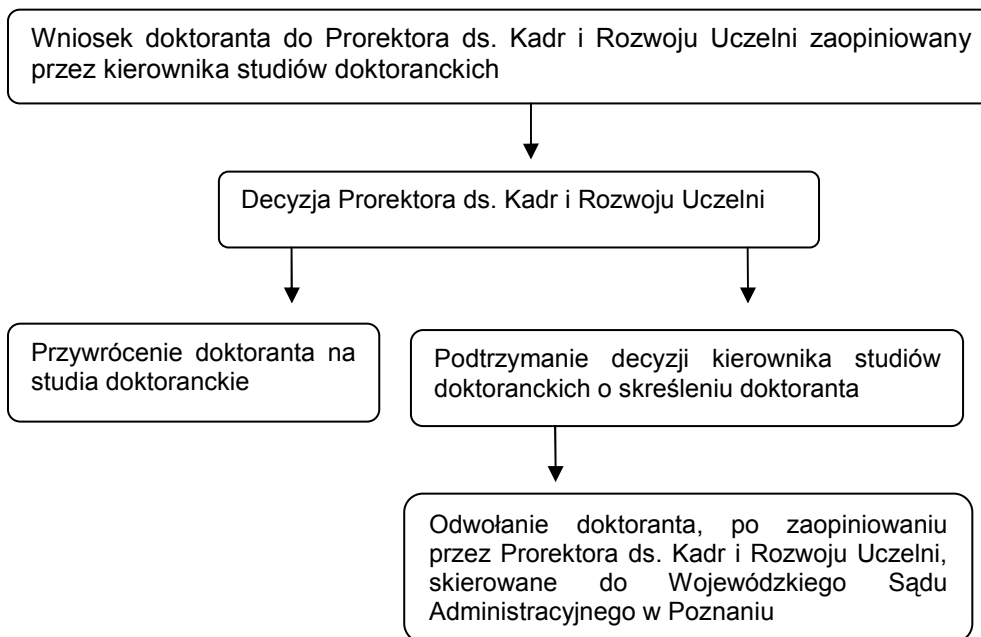 Wniosek doktoranta do Prorektora ds. Kadr i Rozwoju Uczelni zaopiniowany
przez kierownika studiów doktoranckich
Decyzja Prorektora ds. Kadr i Rozwoju Uczelni
Przywrócenie doktoranta na
studia doktoranckie
Podtrzymanie decyzji kierownika studiów
doktoranckich o skreśleniu doktoranta
Odwołanie doktoranta, po zaopiniowaniu
przez Prorektora ds. Kadr i Rozwoju Uczelni,
skierowane do Wojewódzkiego Sądu
Administracyjnego w Poznaniu